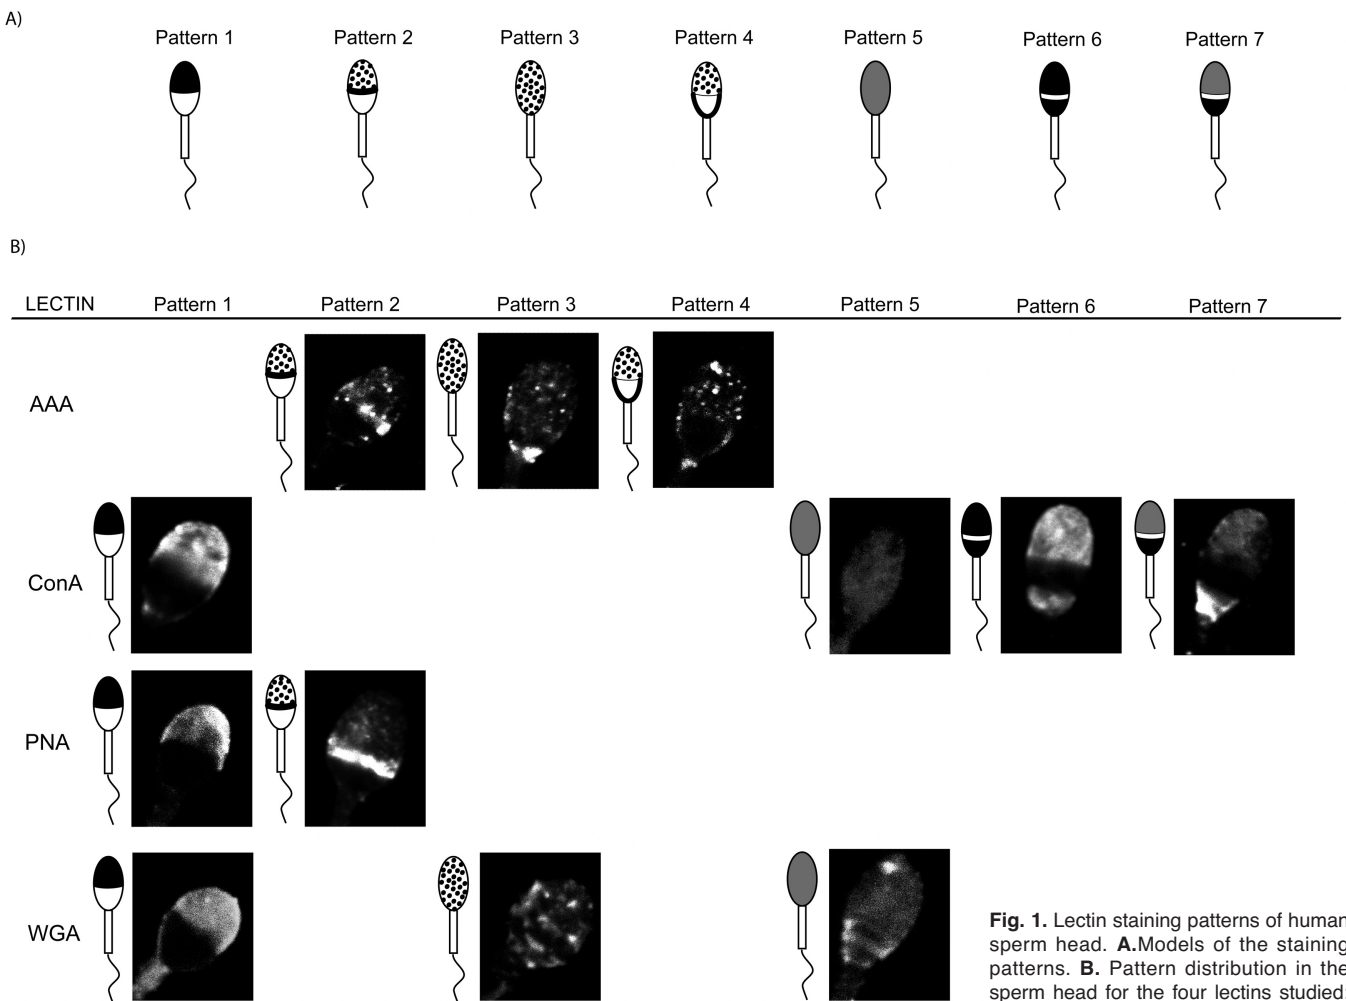 A)
Pattern 1 Pattern 2 Pattern 3 Pattern 4 Pattern 5 Pattern 6 Pattern 7
B)
LECTIN Pattern 1 Pattern 2 Pattern 3 Pattern 4 Pattern 5 Pattern 6 Pattern 7
AAA
ConA
PNA
WGA
Fig. 1. Lectin staining patterns of human
sperm head. A.Models of the staining
patterns. B. Pattern distribution in the
sperm head for the four lectins studied: